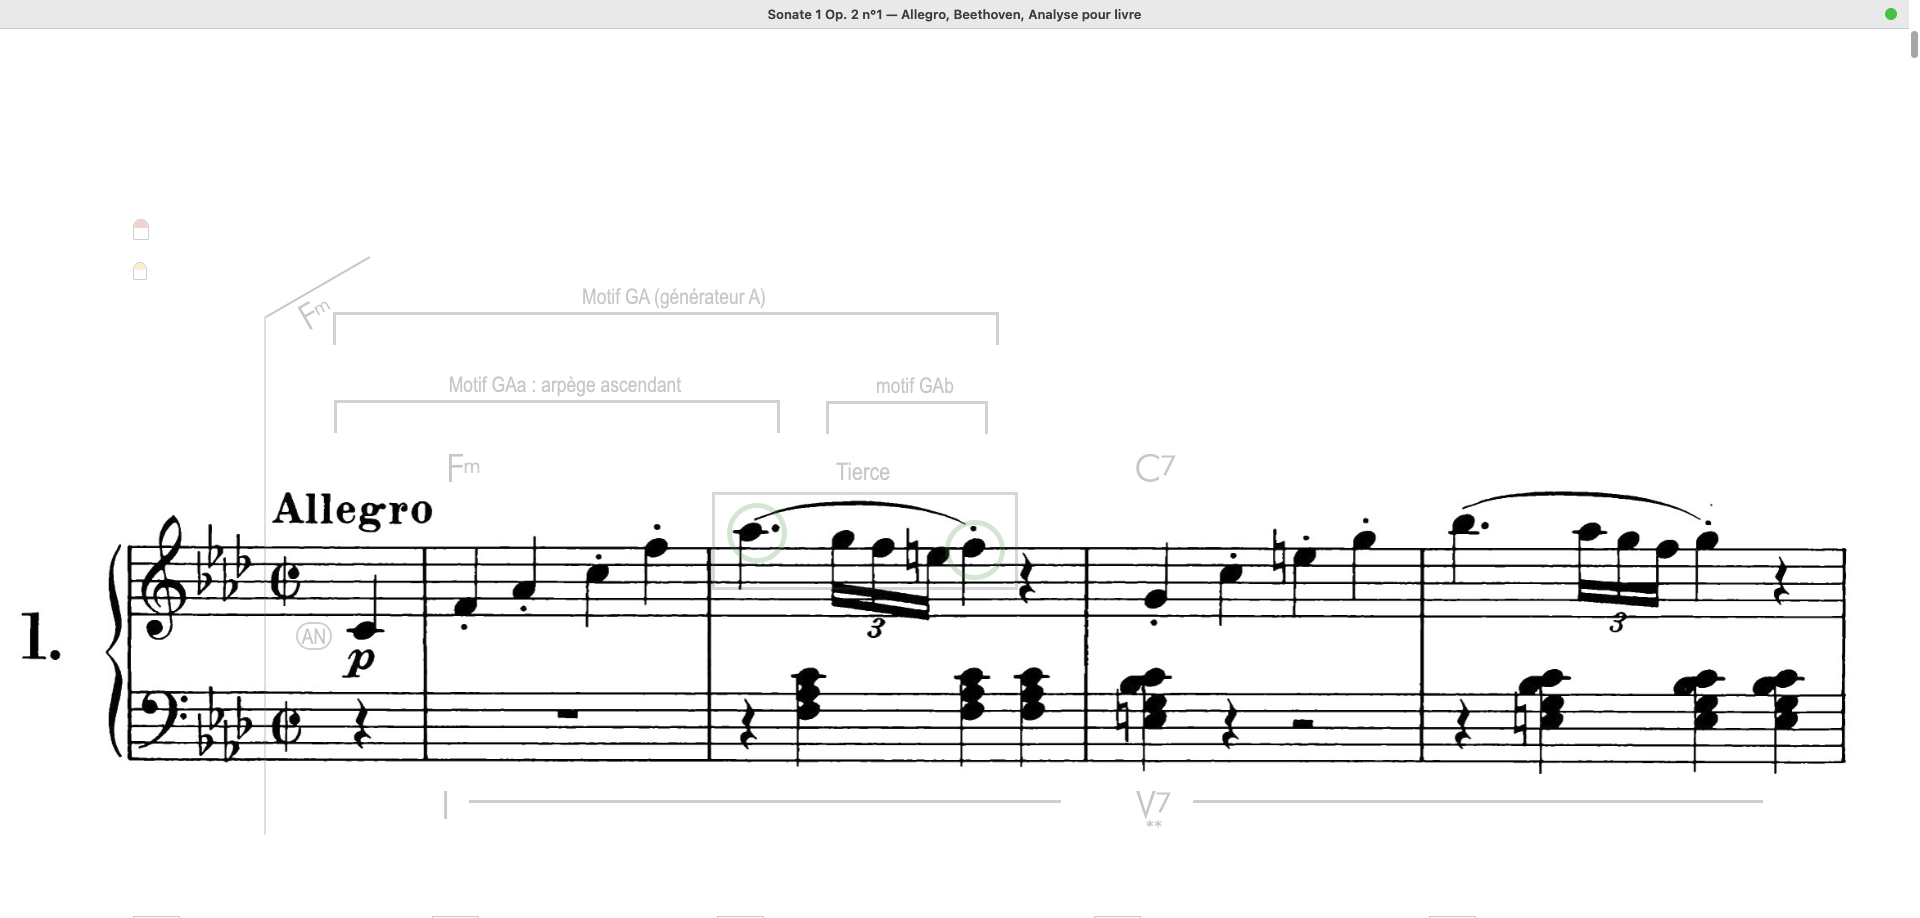 Sonate 1 Op. 2 n°1 — Allegro, Beethoven, Analyse pour livre
Fm
Motif GA (générateur A)
Motif GAa : arpège ascendant
motif GAb
Fm
Tierce
C7
Allegro
1.
AN
p
3
3
I
V7
**